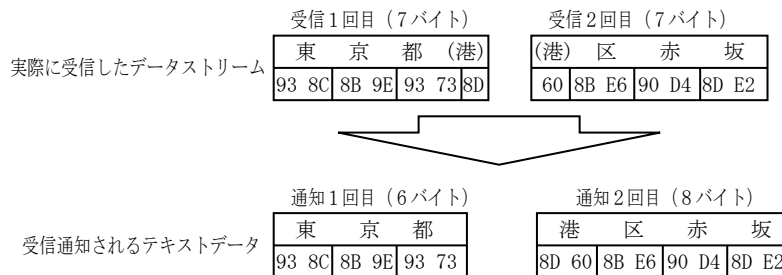 受信1回目（7バイト） 受信2回目（7バイト）
東 京 都 (港) (港) 区 赤 坂
実際に受信したデータストリーム
93 8C 8B 9E 93 73 8D 60 8B E6 90 D4 8D E2
通知1回目（6バイト） 通知2回目（8バイト）
東 京 都 港 区 赤 坂
受信通知されるテキストデータ
93 8C 8B 9E 93 73 8D 60 8B E6 90 D4 8D E2